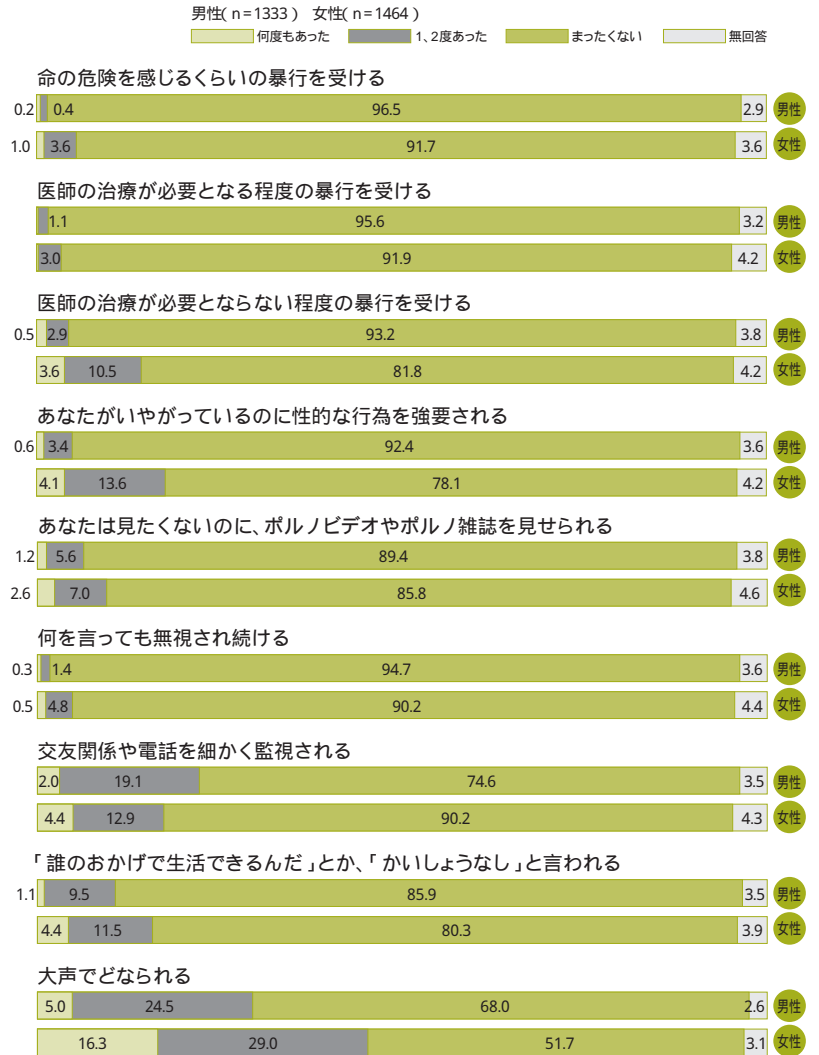 男性(n=1333) 女性(n=1464)
何度もあった 1、2度あった まったくない 無回答
命の危険を感じるくらいの暴行を受ける
0.2 0.4 96.5 2.9 男性
1.0 3.6 91.7 3.6 女性
医師の治療が必要となる程度の暴行を受ける
1.1 95.6 3.2 男性
3.0 91.9 4.2 女性
医師の治療が必要とならない程度の暴行を受ける
0.5 2.9 93.2 3.8 男性
3.6 10.5 81.8 4.2 女性
あなたがいやがっているのに性的な行為を強要される
0.6 3.4 92.4 3.6 男性
4.1 13.6 78.1 4.2 女性
あなたは見たくないのに、ポルノビデオやポルノ雑誌を見せられる
1.2 5.6 89.4 3.8 男性
2.6 7.0 85.8 4.6 女性
何を言っても無視され続ける
0.3 1.4 94.7 3.6 男性
0.5 4.8 90.2 4.4 女性
交友関係や電話を細かく監視される
2.0 19.1 74.6 3.5 男性
4.4 12.9 90.2 4.3 女性
「誰のおかげで生活できるんだ」とか、「かいしょうなし」と言われる
1.1 9.5 85.9 3.5 男性
4.4 11.5 80.3 3.9 女性
大声でどなられる
5.0 24.5 68.0 2.6 男性
16.3 29.0 51.7 3.1 女性